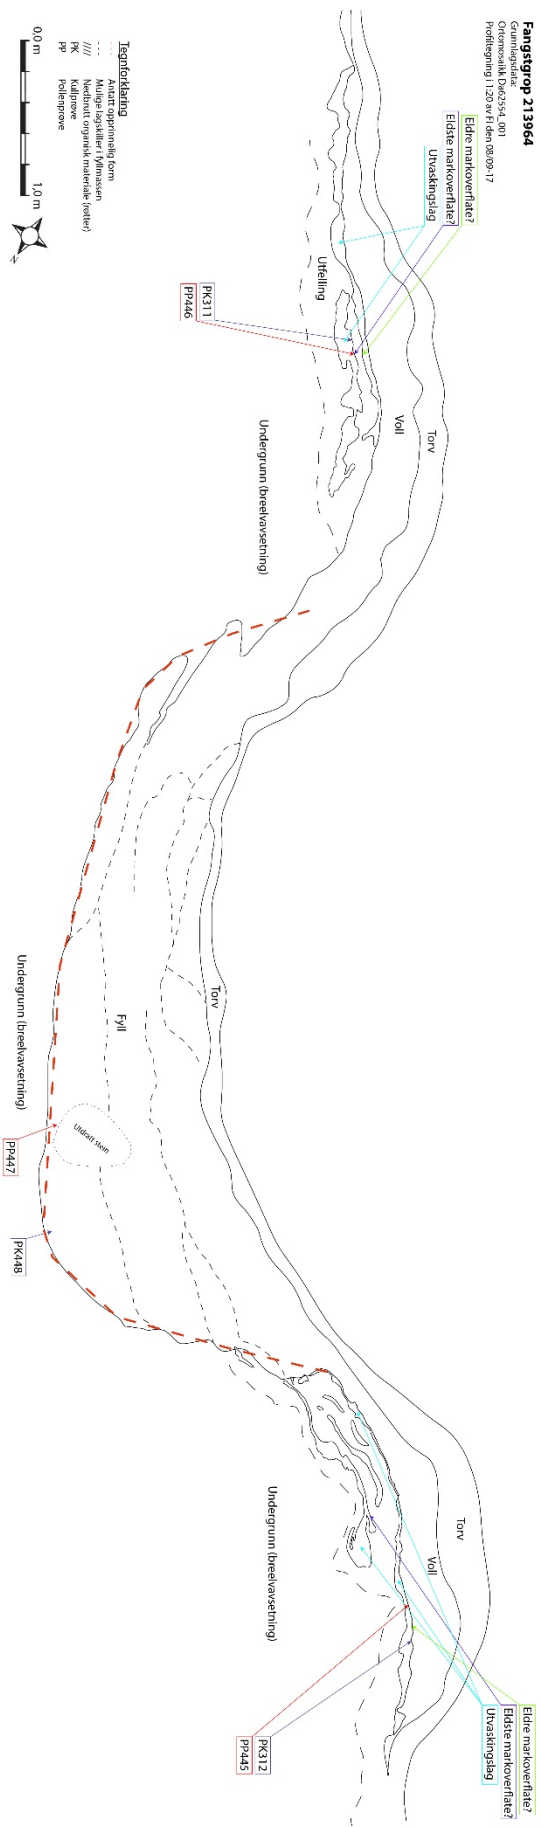 Fangstgrop 213964
Grunnlagsdata:
Ortomosaikk Da62554_001
Profiltegning i 1:20 av FI den 08/09-17
Eldre markoverflate?
Eldste markoverflate?
Utvaskingslag
Utfelling
PK311
PP446
Undergrunn (breelvavsetning)
Voll
Torv
Torv
Fyll
Utdratt stein
Undergrunn (breelvavsetning)
PP447
PK448
Undergrunn (breelvavsetning)
Torv
Voll
Eldre markoverflate?
Eldste markoverflate?
Utvaskingslag
PK312
PP445
Tegnforklaring
Antatt opprinnelig form
Mulige lagskiller i fyllmassen
///// Nedbrutt organisk materiale (røtter)
PK Kullprøve
PP Pollenprøve
0,0 m 1,0 m
N